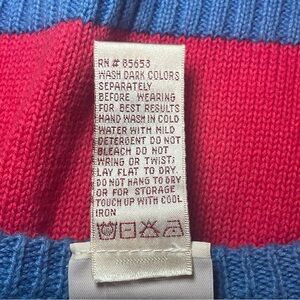 RN # 85653
WASH DARK COLORS
SEPARATELY
BEFORE WEARING
FOR BEST RESULTS
HAND WASH IN COLD
WATER WITH MILD
DETERGENT DO NOT
BLEACH DO NOT
WRING OR TWIST;
LAY FLAT TO DRY.
DO NOT HANG TO DRY
OR FOR STORAGE
TOUCH UP WITH COOL
IRON